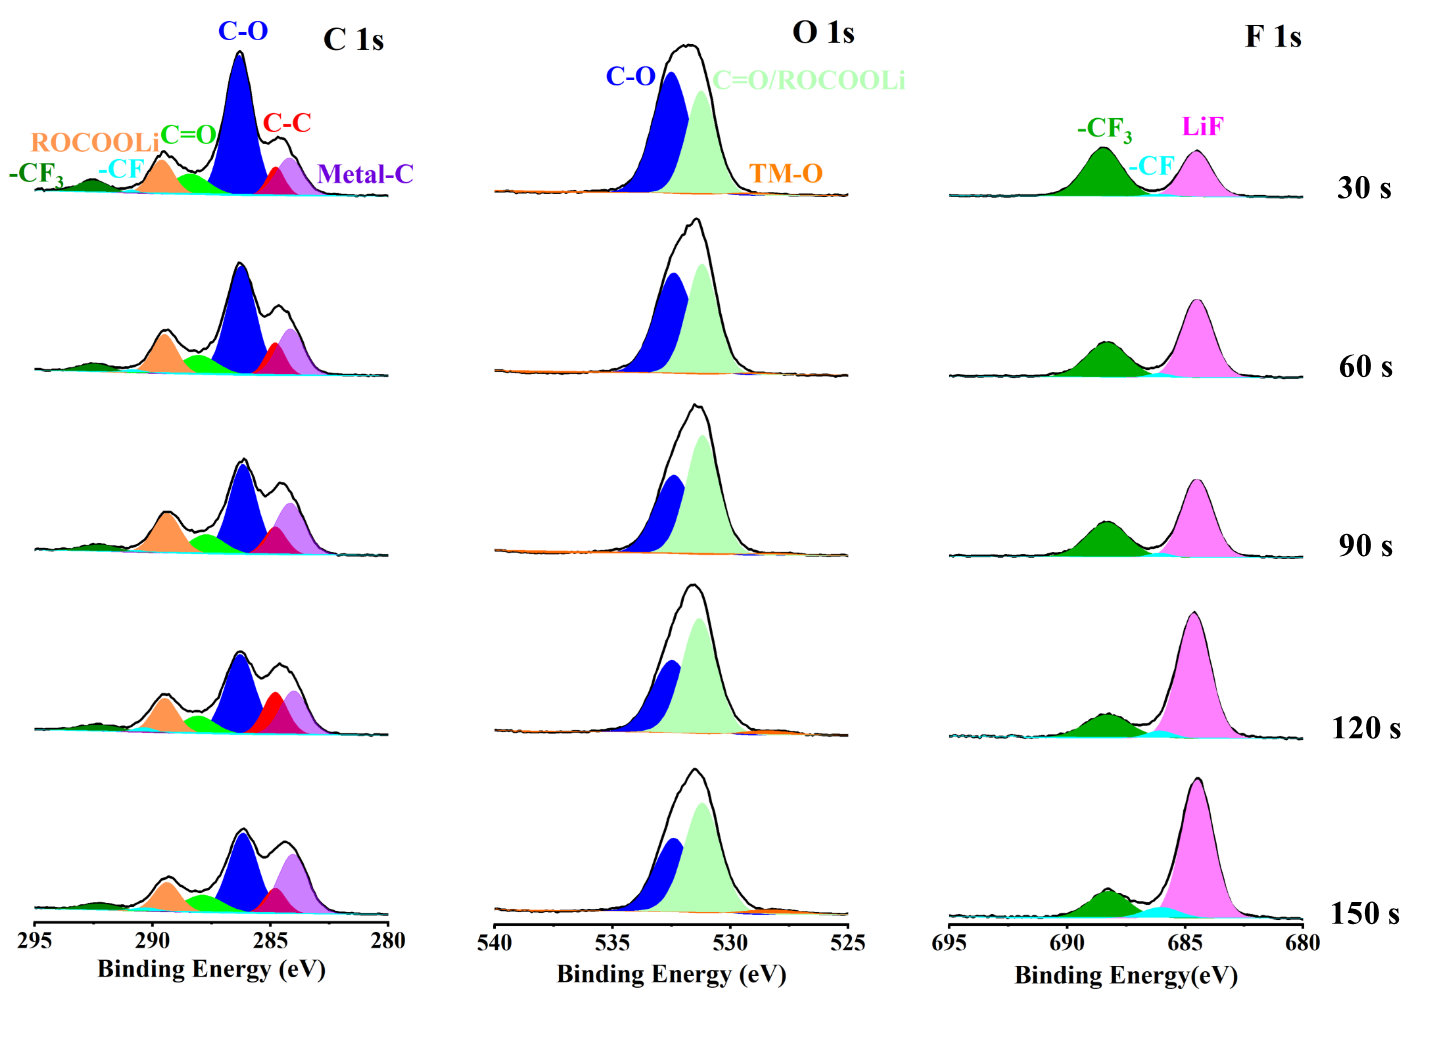 C 1s
C-O
C-C
ROCOOLi
C=O
-CF3
-CF
Metal-C
O 1s
C-O
C=O/ROCOOLi
TM-O
F 1s
-CF3
-CF
LiF
30 s
60 s
90 s
120 s
150 s
295 290 285 280
Binding Energy (eV)
540 535 530 525
Binding Energy (eV)
695 690 685 680
Binding Energy(eV)